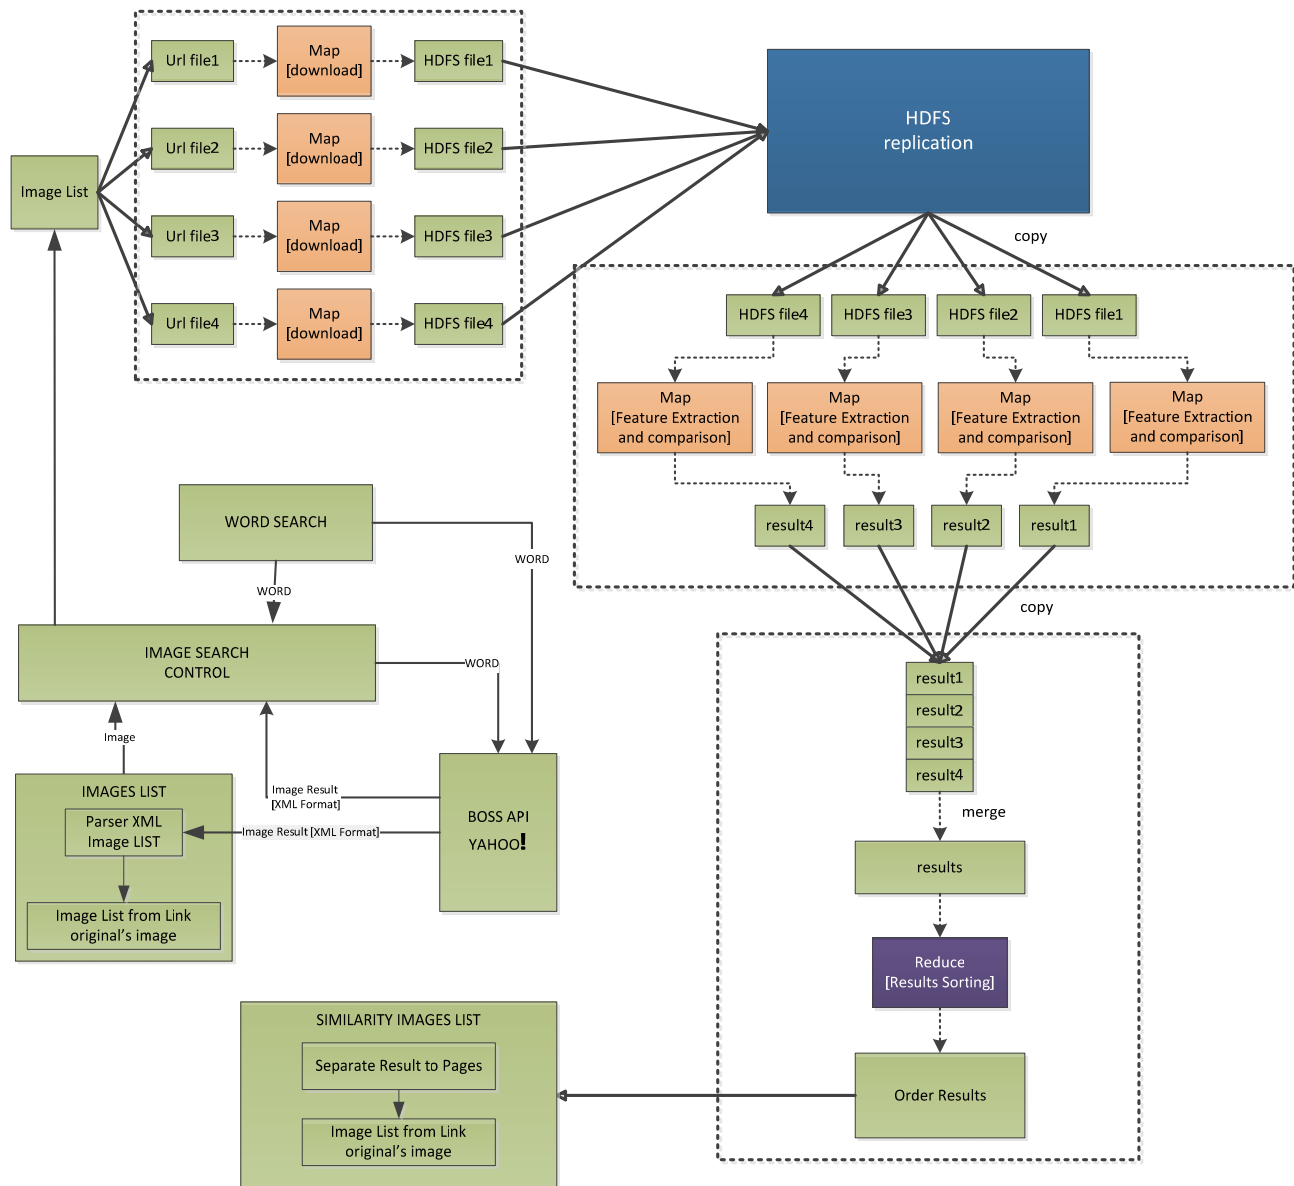 Url file1
Map
[download]
HDFS file1
Url file2
Map
[download]
HDFS file2
Image List
Url file3
Map
[download]
HDFS file3
Url file4
Map
[download]
HDFS file4
HDFS
replication
copy
HDFS file4
HDFS file3
HDFS file2
HDFS file1
Map
[Feature Extraction
and comparison]
Map
[Feature Extraction
and comparison]
Map
[Feature Extraction
and comparison]
Map
[Feature Extraction
and comparison]
result4
result3
result2
result1
copy
WORD SEARCH
WORD
WORD
IMAGE SEARCH
CONTROL
WORD
Image
Image Result
[XML Format]
Image Result [XML Format]
IMAGES LIST
Parser XML
Image LIST
Image List from Link
original's image
BOSS API
YAHOO!
result1
result2
result3
result4
merge
results
Reduce
[Results Sorting]
Order Results
SIMILARITY IMAGES LIST
Separate Result to Pages
Image List from Link
original's image